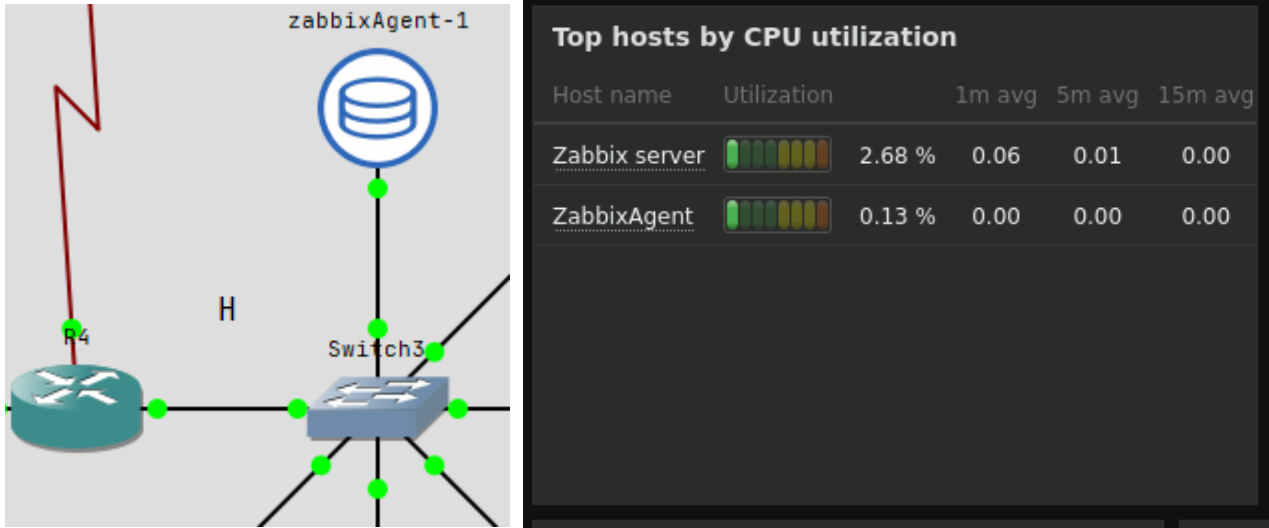 zabbixAgent-1
H
R4
Switch3
Top hosts by CPU utilization
Host name Utilization 1m avg 5m avg 15m avg
Zabbix server 2.68 % 0.06 0.01 0.00
ZabbixAgent 0.13 % 0.00 0.00 0.00